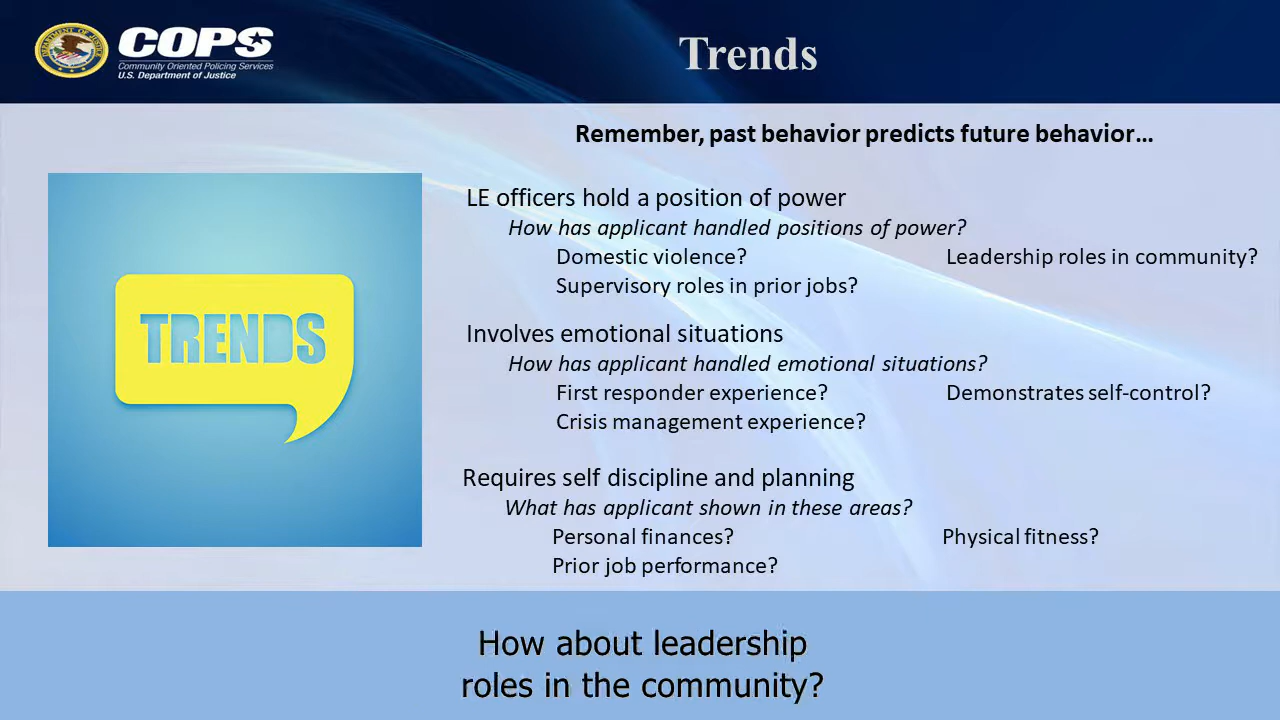 COPS
Community Oriented Policing Services
U.S. Department of Justice
Trends
Remember, past behavior predicts future behavior…
TRENDS
LE officers hold a position of power
How has applicant handled positions of power?
Domestic violence? Leadership roles in community?
Supervisory roles in prior jobs?
Involves emotional situations
How has applicant handled emotional situations?
First responder experience? Demonstrates self-control?
Crisis management experience?
Requires self discipline and planning
What has applicant shown in these areas?
Personal finances? Physical fitness?
Prior job performance?
How about leadership
roles in the community?